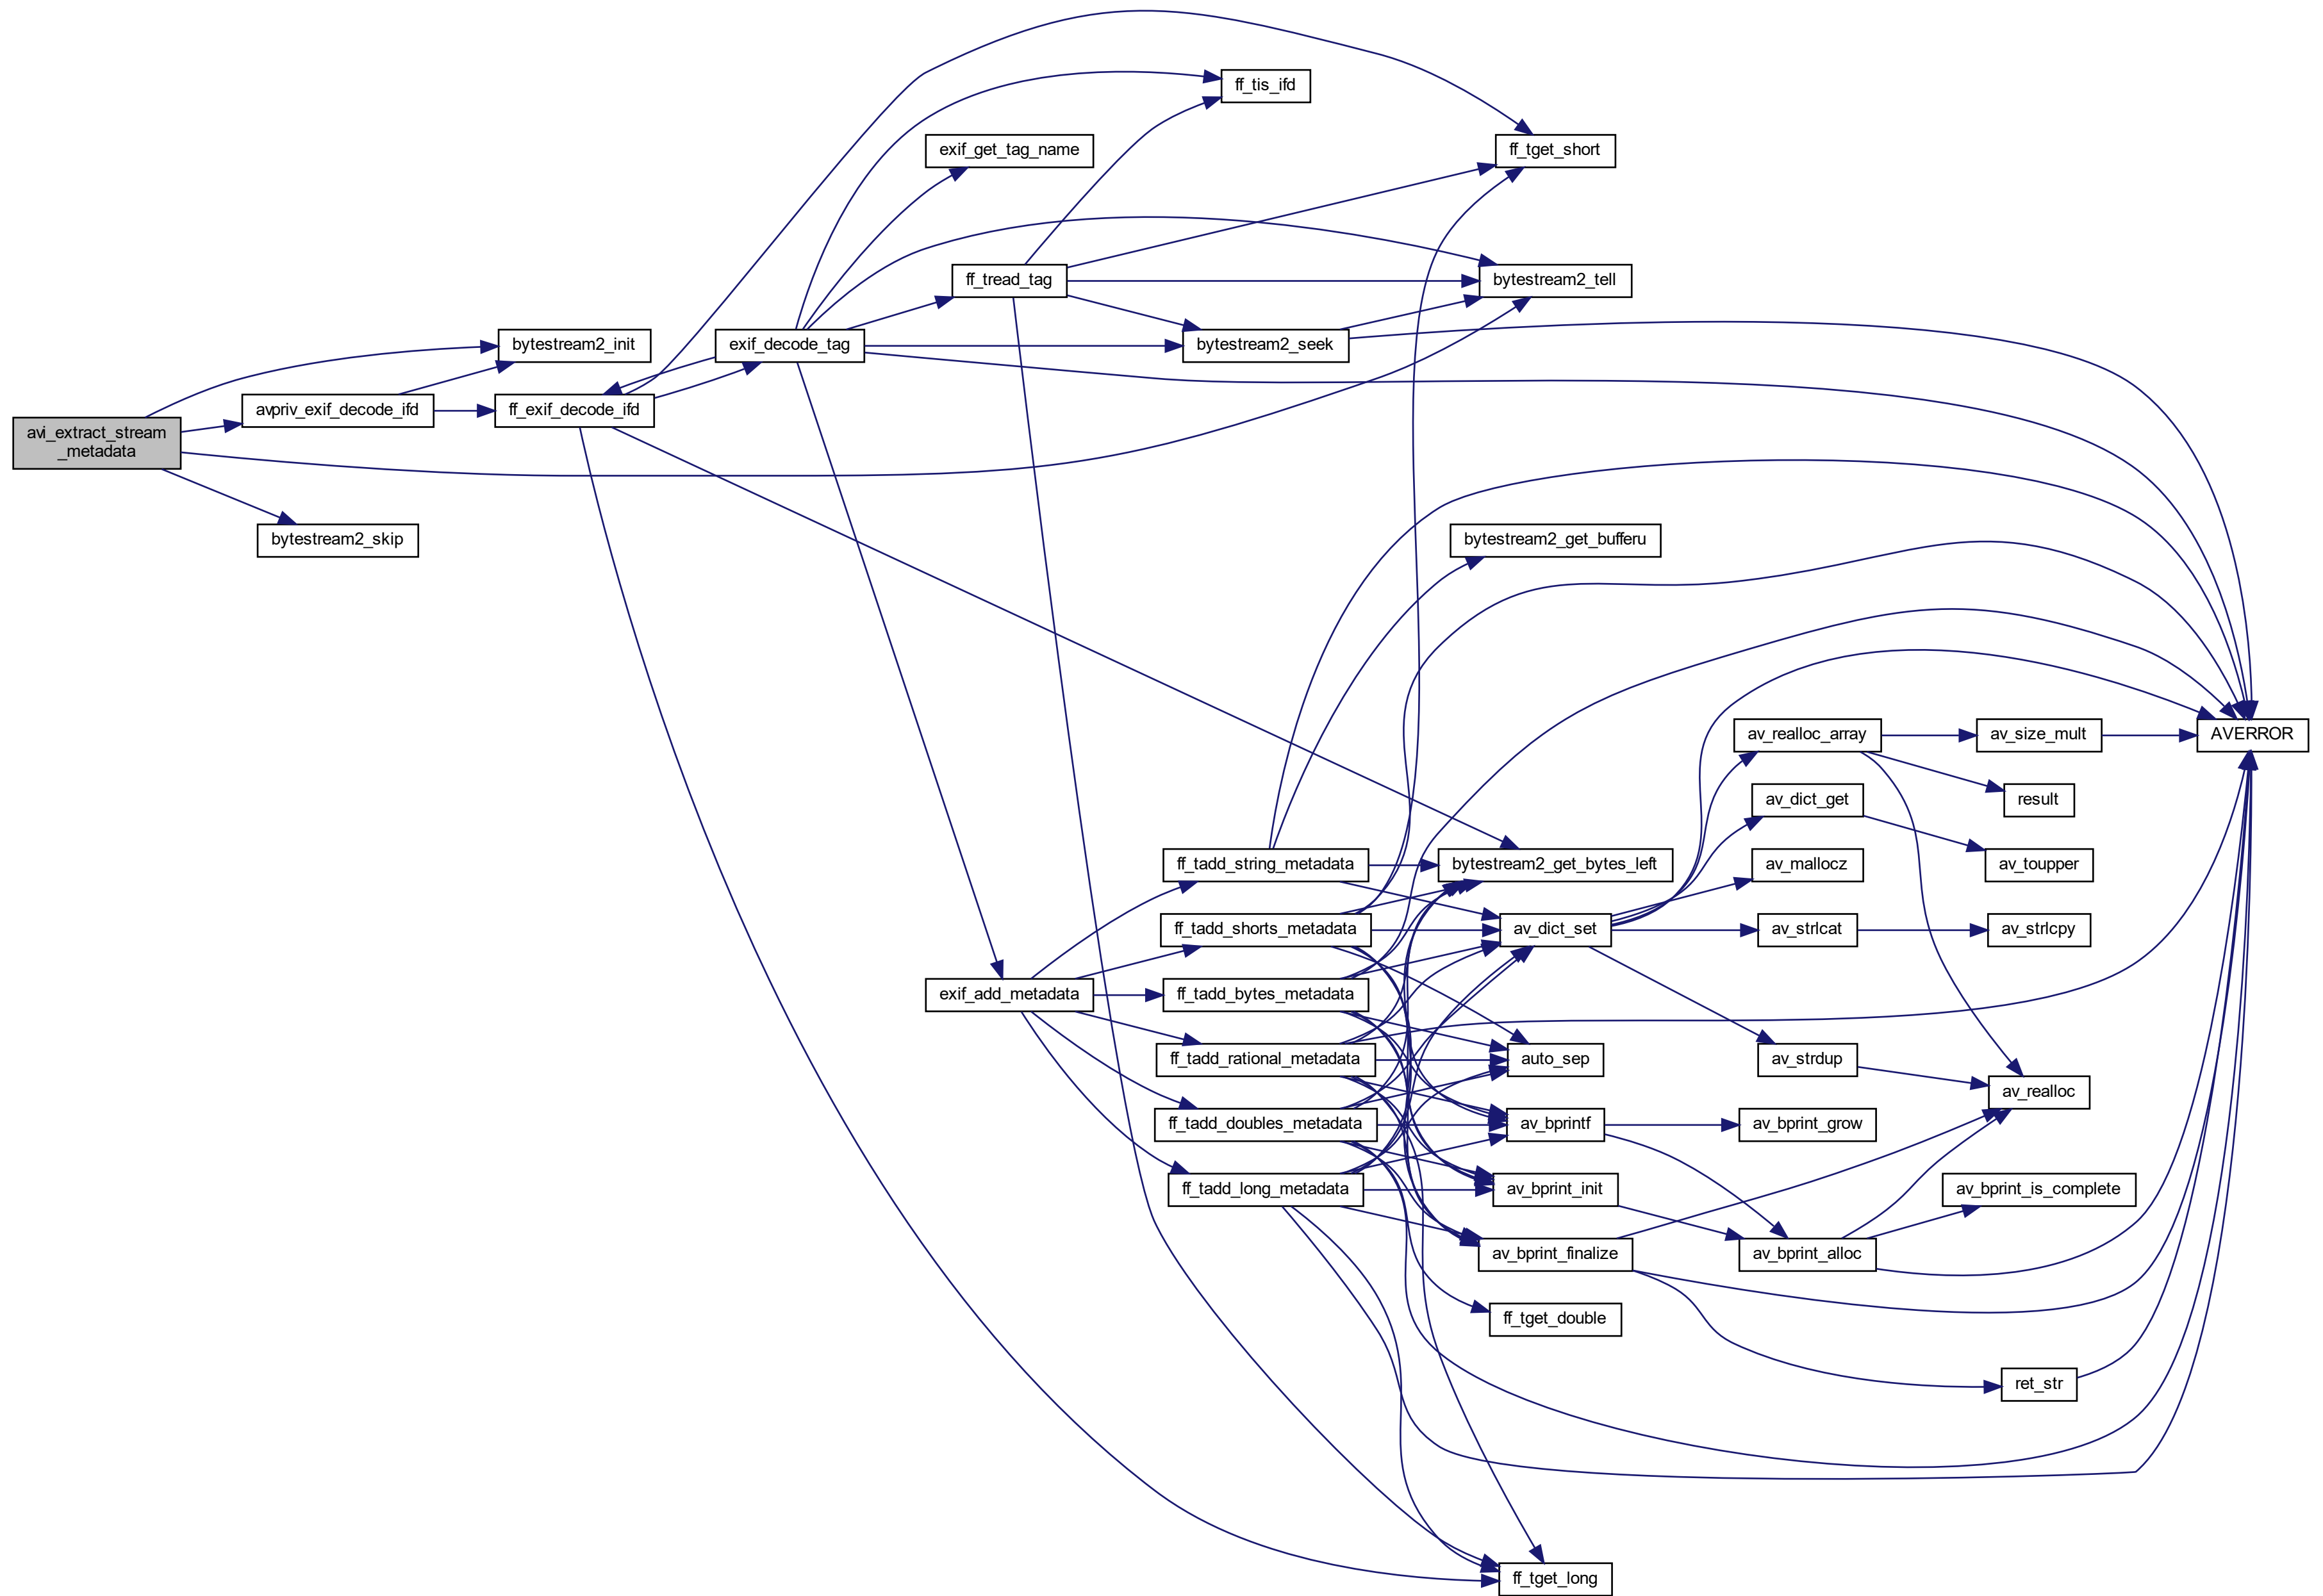 ff_tis_ifd
exif_get_tag_name
ff_tget_short
ff_tread_tag
bytestream2_tell
bytestream2_init
exif_decode_tag
bytestream2_seek
avpriv_exif_decode_ifd
ff_exif_decode_ifd
avi_extract_stream
_metadata
bytestream2_skip
bytestream2_get_bufferu
av_realloc_array
av_size_mult
AVERROR
av_dict_get
result
ff_tadd_string_metadata
bytestream2_get_bytes_left
av_mallocz
av_toupper
ff_tadd_shorts_metadata
av_dict_set
av_strlcat
av_strlcpy
exif_add_metadata
ff_tadd_bytes_metadata
ff_tadd_rational_metadata
auto_sep
av_strdup
av_realloc
ff_tadd_doubles_metadata
av_bprintf
av_bprint_grow
ff_tadd_long_metadata
av_bprint_init
av_bprint_is_complete
av_bprint_finalize
av_bprint_alloc
ff_tget_double
ret_str
ff_tget_long